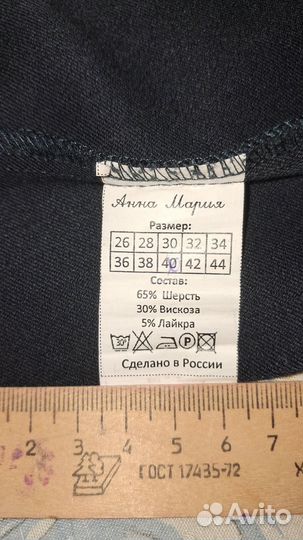 Анна Мария
Размер:
26 28 30 32 34
36 38 40 42 44
Состав:
65% Шерсть
30% Вискоза
5% Лайкра
30°
P
Сделано в России
2 3 4 5 6 7
ГОСТ 17435-72
Avito